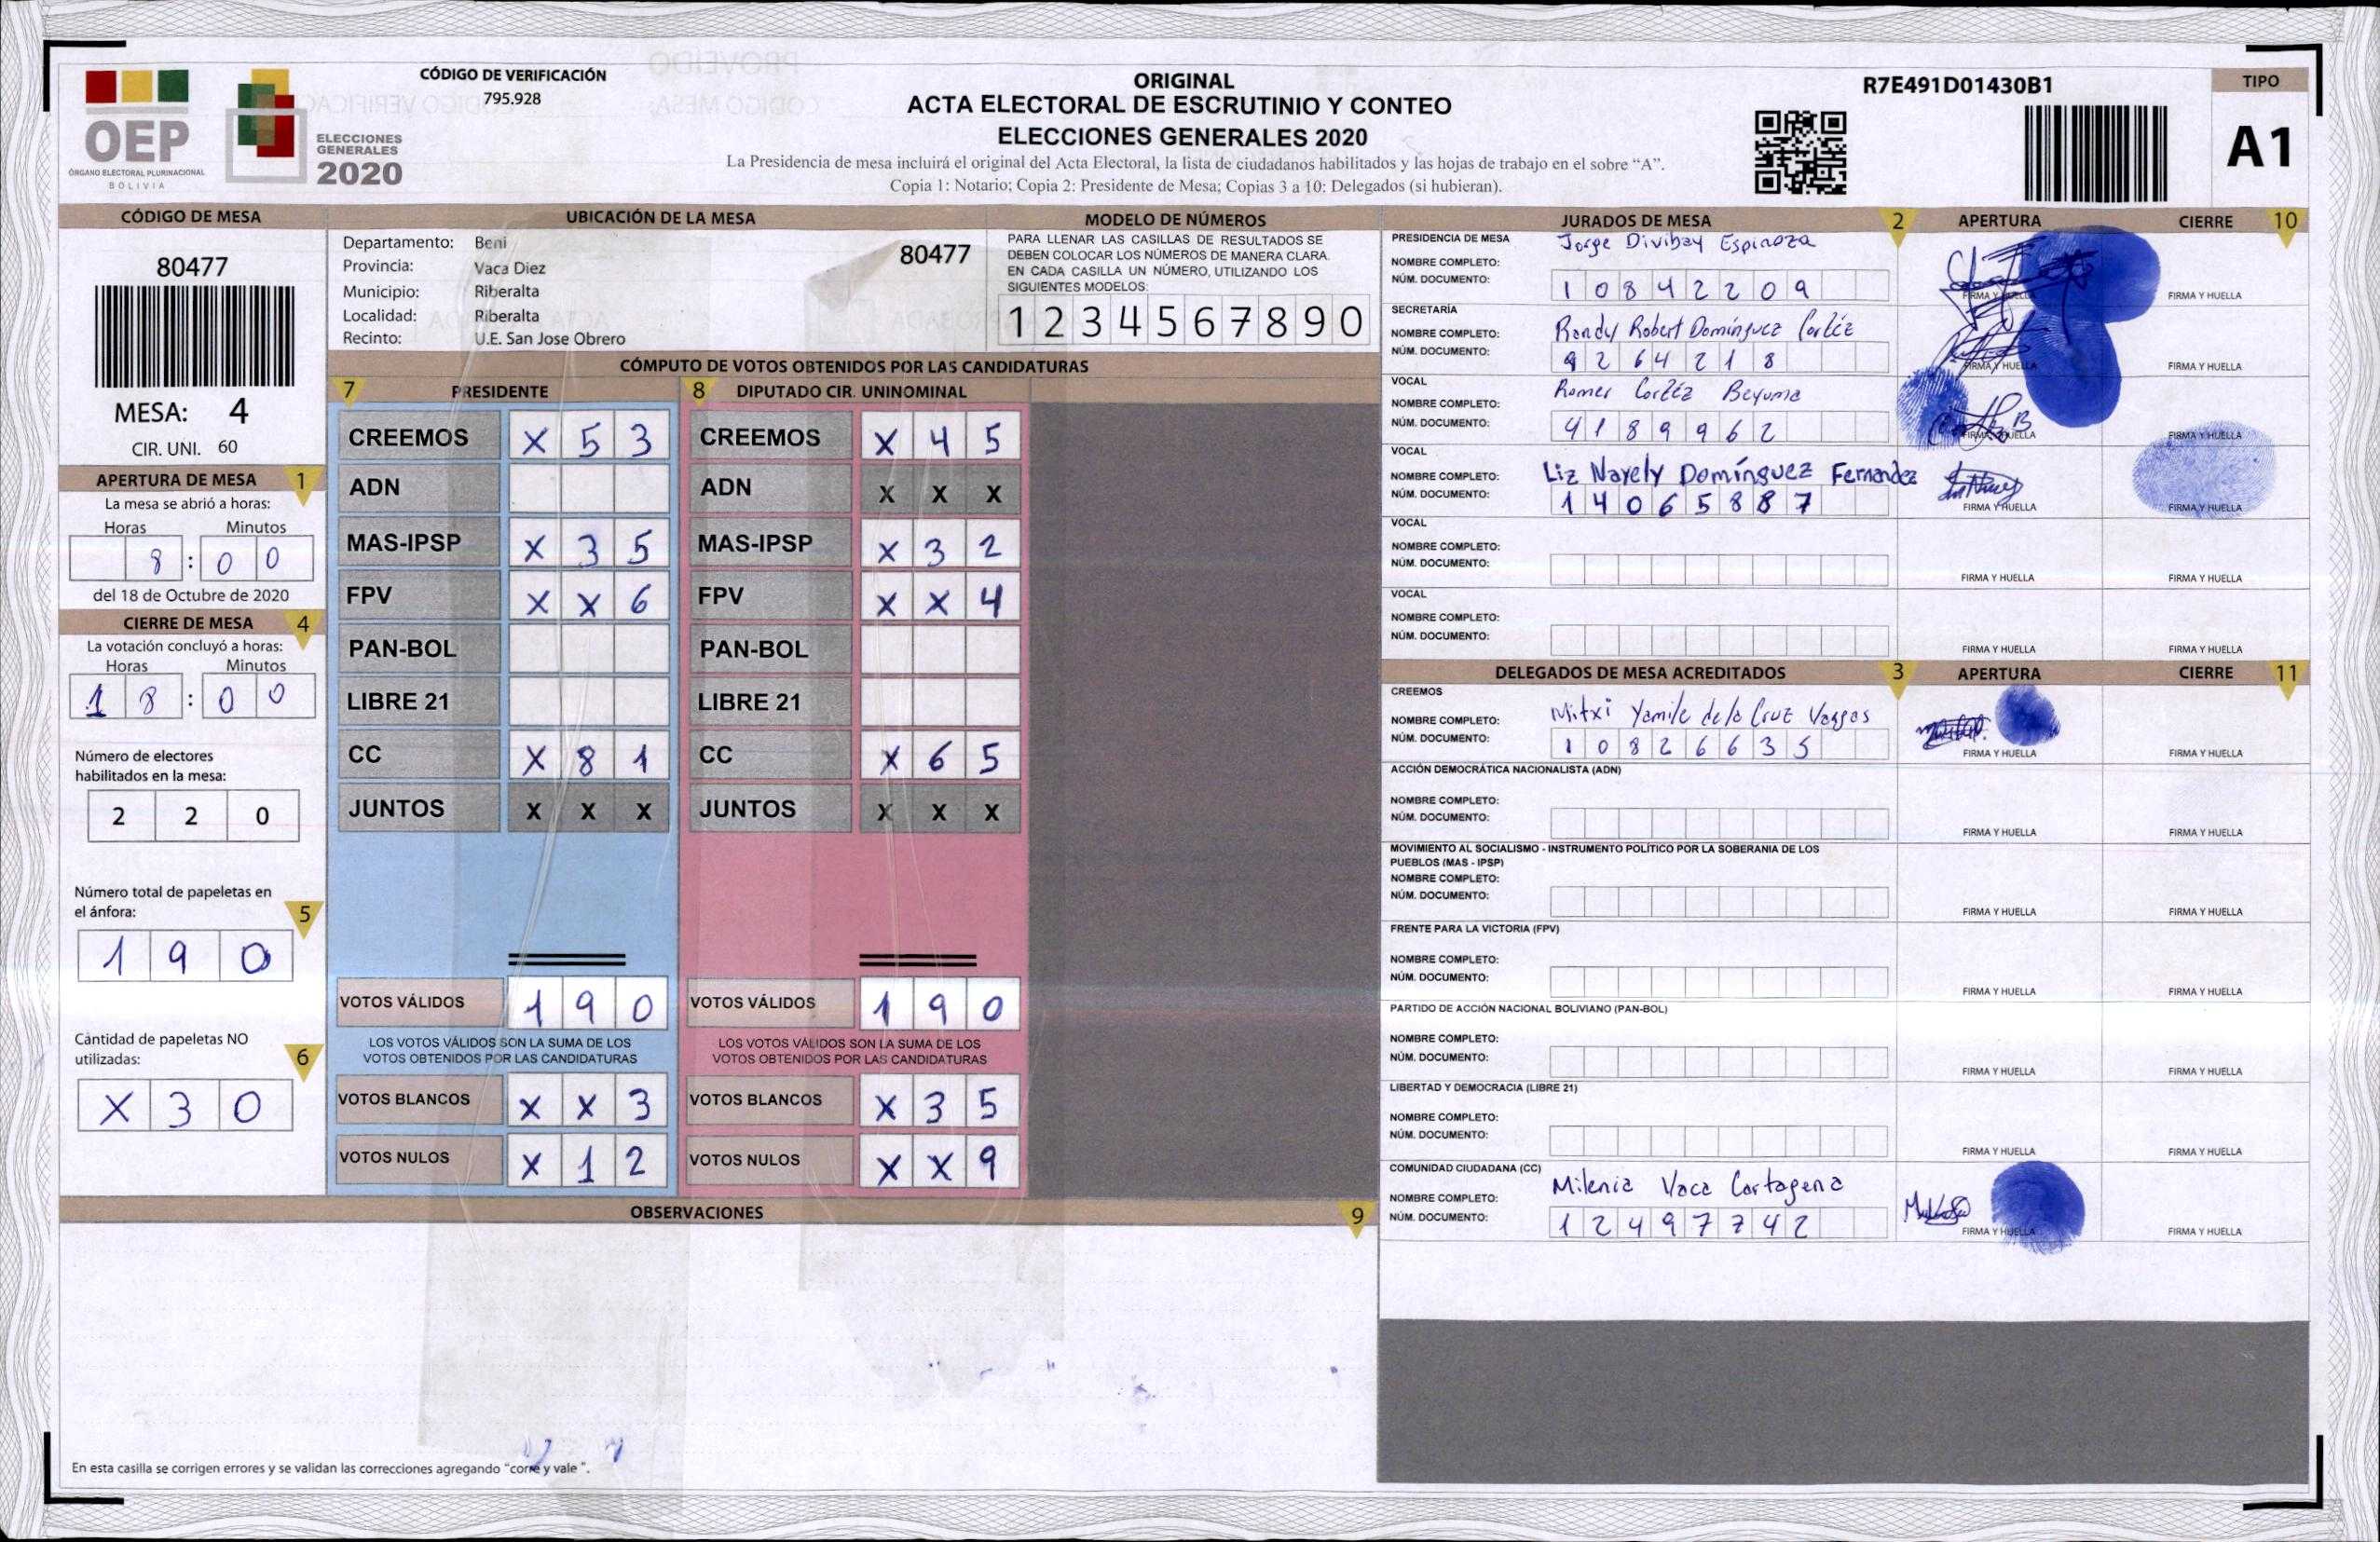 OEP
ÓRGANO ELECTORAL PLURINACIONAL
BOLIVIA
ELECCIONES
GENERALES
2020
CÓDIGO DE VERIFICACIÓN
795.928
ORIGINAL
ACTA ELECTORAL DE ESCRUTINIO Y CONTEO
ELECCIONES GENERALES 2020
La Presidencia de mesa incluirá el original del Acta Electoral, la lista de ciudadanos habilitados y las hojas de trabajo en el sobre “A”.
Copia 1: Notario; Copia 2: Presidente de Mesa; Copias 3 a 10: Delegados (si hubieran).
R7E491D01430B1
TIPO
A1
CÓDIGO DE MESA
80477
MESA: 4
CIR. UNI. 60
APERTURA DE MESA 1
La mesa se abrió a horas:
Horas Minutos
8 : 0 0
del 18 de Octubre de 2020
CIERRE DE MESA 4
La votación concluyó a horas:
Horas Minutos
1 8 : 0 0
Número de electores
habilitados en la mesa:
2 2 0
Número total de papeletas en
el ánfora: 5
1 9 0
Cantidad de papeletas NO
utilizadas: 6
X 3 0
UBICACIÓN DE LA MESA
Departamento: Beni
80477
Provincia: Vaca Diez
Municipio: Riberalta
Localidad: Riberalta
Recinto: U.E. San Jose Obrero
MODELO DE NÚMEROS
PARA LLENAR LAS CASILLAS DE RESULTADOS SE
DEBEN COLOCAR LOS NÚMEROS DE MANERA CLARA.
EN CADA CASILLA UN NÚMERO, UTILIZANDO LOS
SIGUIENTES MODELOS:
1 2 3 4 5 6 7 8 9 0
CÓMPUTO DE VOTOS OBTENIDOS POR LAS CANDIDATURAS
7 PRESIDENTE
CREEMOS X 5 3
ADN
MAS-IPSP X 3 5
FPV X X 6
PAN-BOL
LIBRE 21
CC X 8 1
JUNTOS X X X
VOTOS VÁLIDOS 1 9 0
LOS VOTOS VÁLIDOS SON LA SUMA DE LOS
VOTOS OBTENIDOS POR LAS CANDIDATURAS
VOTOS BLANCOS X X 3
VOTOS NULOS X 1 2
8 DIPUTADO CIR. UNINOMINAL
CREEMOS X 4 5
ADN X X X
MAS-IPSP X 3 2
FPV X X 4
PAN-BOL
LIBRE 21
CC X 6 5
JUNTOS X X X
VOTOS VÁLIDOS 1 9 0
LOS VOTOS VÁLIDOS SON LA SUMA DE LOS
VOTOS OBTENIDOS POR LAS CANDIDATURAS
VOTOS BLANCOS X 3 5
VOTOS NULOS X X 9
OBSERVACIONES 9
En esta casilla se corrigen errores y se validan las correcciones agregando “corre y vale ”.
JURADOS DE MESA 2 APERTURA CIERRE 10
PRESIDENCIA DE MESA
NOMBRE COMPLETO: Jorge Divibay Espinoza
NÚM. DOCUMENTO: 1 0 8 4 2 2 0 9
FIRMA Y HUELLA FIRMA Y HUELLA
SECRETARÍA
NOMBRE COMPLETO: Randy Robert Domínguez Cortéz
NÚM. DOCUMENTO: 9 2 6 4 2 1 8
FIRMA Y HUELLA FIRMA Y HUELLA
VOCAL
NOMBRE COMPLETO: Romer Cortéz Beyuma
NÚM. DOCUMENTO: 4 1 8 9 9 6 2
FIRMA Y HUELLA FIRMA Y HUELLA
VOCAL
NOMBRE COMPLETO: Liz Nayely Domínguez Fernandez
NÚM. DOCUMENTO: 1 4 0 6 5 8 8 7
FIRMA Y HUELLA FIRMA Y HUELLA
VOCAL
NOMBRE COMPLETO:
NÚM. DOCUMENTO:
FIRMA Y HUELLA FIRMA Y HUELLA
VOCAL
NOMBRE COMPLETO:
NÚM. DOCUMENTO:
FIRMA Y HUELLA FIRMA Y HUELLA
DELEGADOS DE MESA ACREDITADOS 3 APERTURA CIERRE 11
CREEMOS
NOMBRE COMPLETO: Mitxi Yamile de la Cruz Vargas
NÚM. DOCUMENTO: 1 0 8 2 6 6 3 5
FIRMA Y HUELLA FIRMA Y HUELLA
ACCIÓN DEMOCRÁTICA NACIONALISTA (ADN)
NOMBRE COMPLETO:
NÚM. DOCUMENTO:
FIRMA Y HUELLA FIRMA Y HUELLA
MOVIMIENTO AL SOCIALISMO - INSTRUMENTO POLÍTICO POR LA SOBERANIA DE LOS
PUEBLOS (MAS - IPSP)
NOMBRE COMPLETO:
NÚM. DOCUMENTO:
FIRMA Y HUELLA FIRMA Y HUELLA
FRENTE PARA LA VICTORIA (FPV)
NOMBRE COMPLETO:
NÚM. DOCUMENTO:
FIRMA Y HUELLA FIRMA Y HUELLA
PARTIDO DE ACCIÓN NACIONAL BOLIVIANO (PAN-BOL)
NOMBRE COMPLETO:
NÚM. DOCUMENTO:
FIRMA Y HUELLA FIRMA Y HUELLA
LIBERTAD Y DEMOCRACIA (LIBRE 21)
NOMBRE COMPLETO:
NÚM. DOCUMENTO:
FIRMA Y HUELLA FIRMA Y HUELLA
COMUNIDAD CIUDADANA (CC)
NOMBRE COMPLETO: Milenia Vaca Cartagena
NÚM. DOCUMENTO: 1 2 4 9 7 7 4 2
FIRMA Y HUELLA FIRMA Y HUELLA